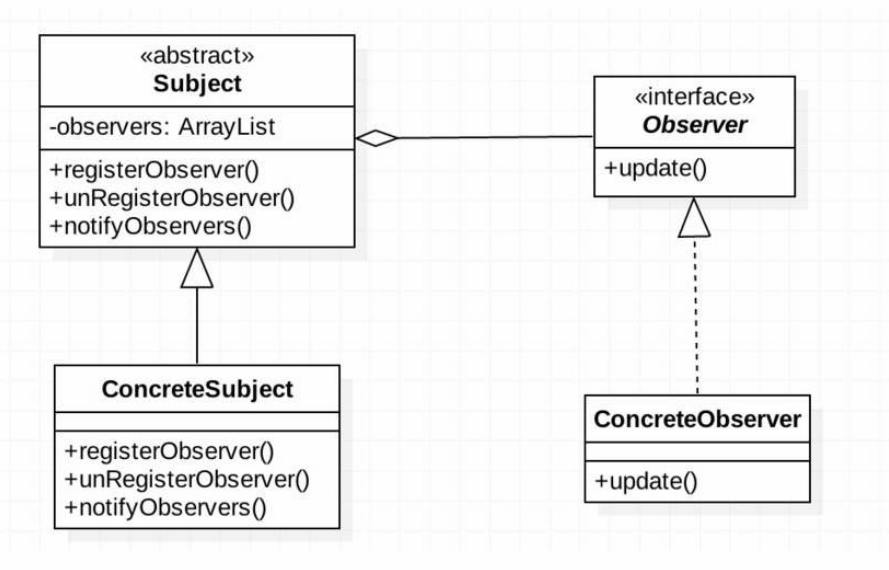 «abstract»
Subject
-observers: ArrayList
+registerObserver()
+unRegisterObserver()
+notifyObservers()
«interface»
Observer
+update()
ConcreteSubject
+registerObserver()
+unRegisterObserver()
+notifyObservers()
ConcreteObserver
+update()